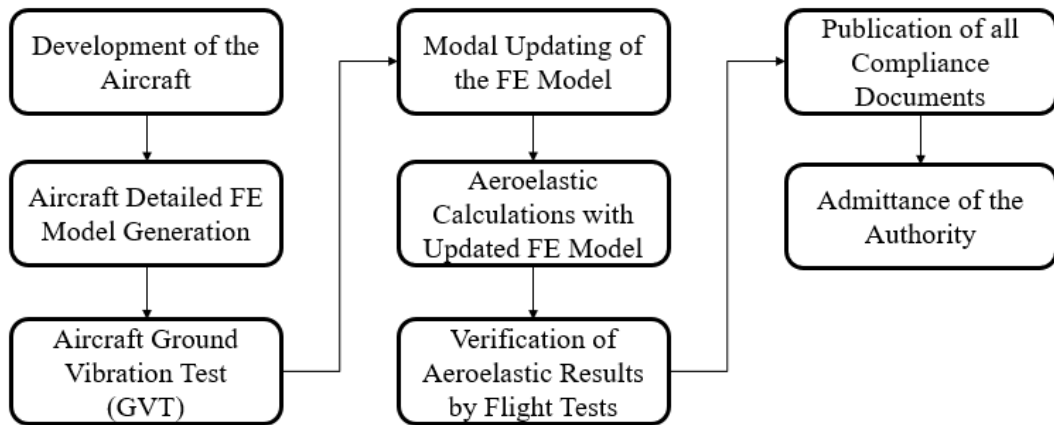 Development of the
Aircraft
Aircraft Detailed FE
Model Generation
Aircraft Ground
Vibration Test
(GVT)
Modal Updating of
the FE Model
Aeroelastic
Calculations with
Updated FE Model
Verification of
Aeroelastic Results
by Flight Tests
Publication of all
Compliance
Documents
Admittance of the
Authority